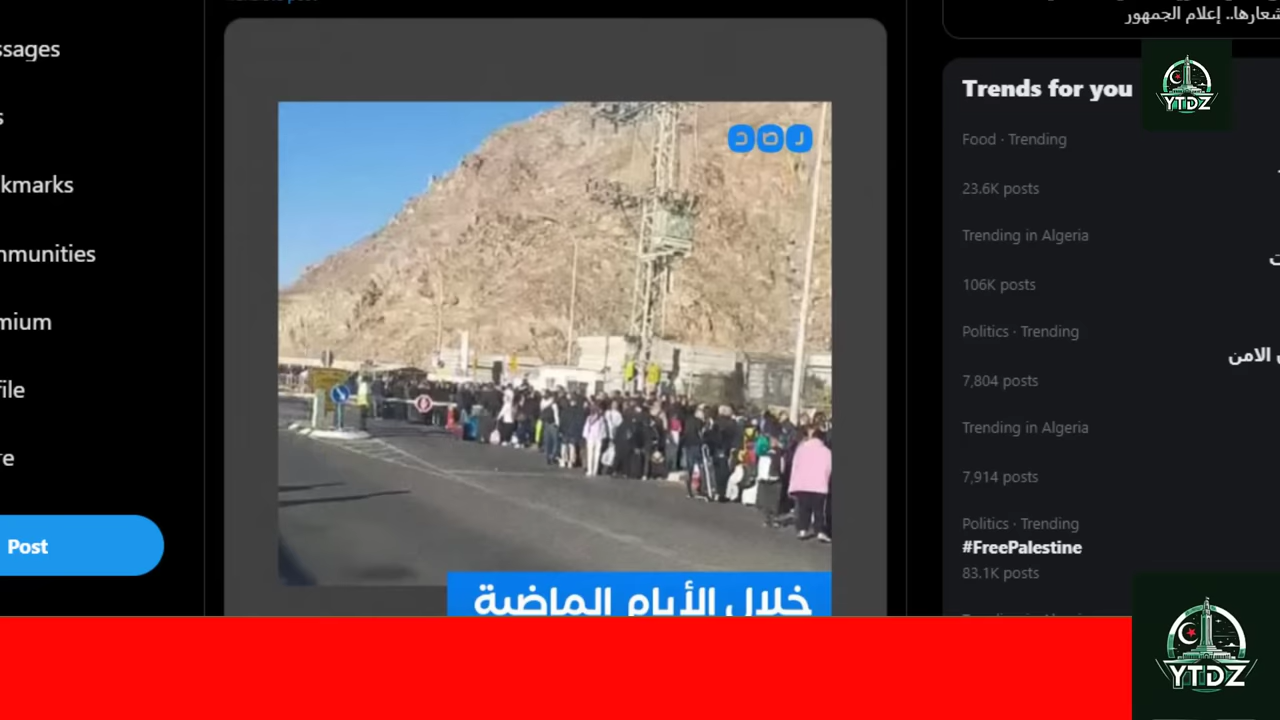 شعارها.. إعلام الجمهور
ssages
s
kmarks
nmunities
mium
file
re
Post
خلال الأيام الماضية
Trends for you
YTDZ
Food · Trending
23.6K posts
Trending in Algeria
106K posts
Politics · Trending
الامن
7,804 posts
Trending in Algeria
7,914 posts
Politics · Trending
#FreePalestine
83.1K posts
YTDZ